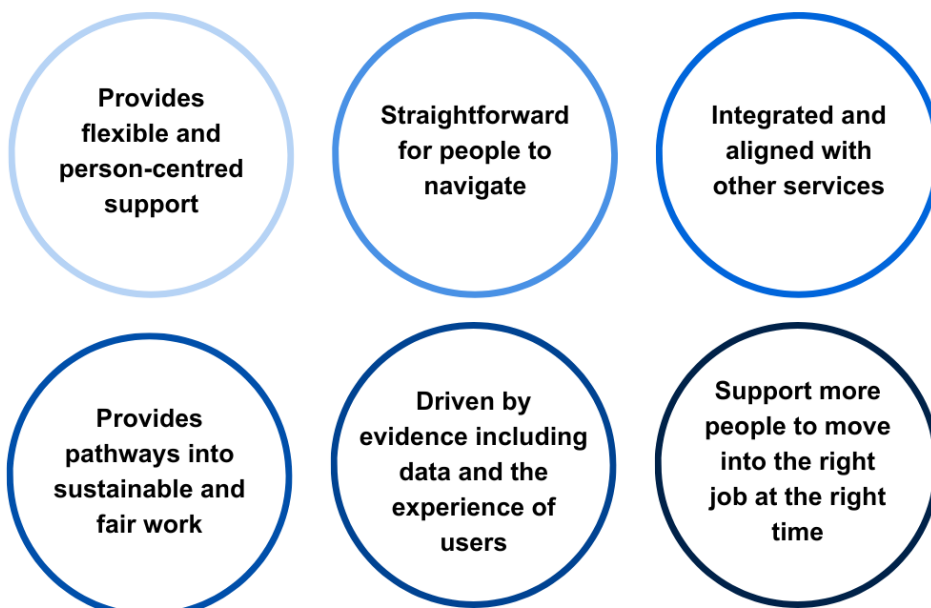 Provides
flexible and
person-centred
support
Straightforward
for people to
navigate
Integrated and
aligned with
other services
Provides
pathways into
sustainable and
fair work
Driven by
evidence including
data and the
experience of
users
Support more
people to move
into the right
job at the right
time